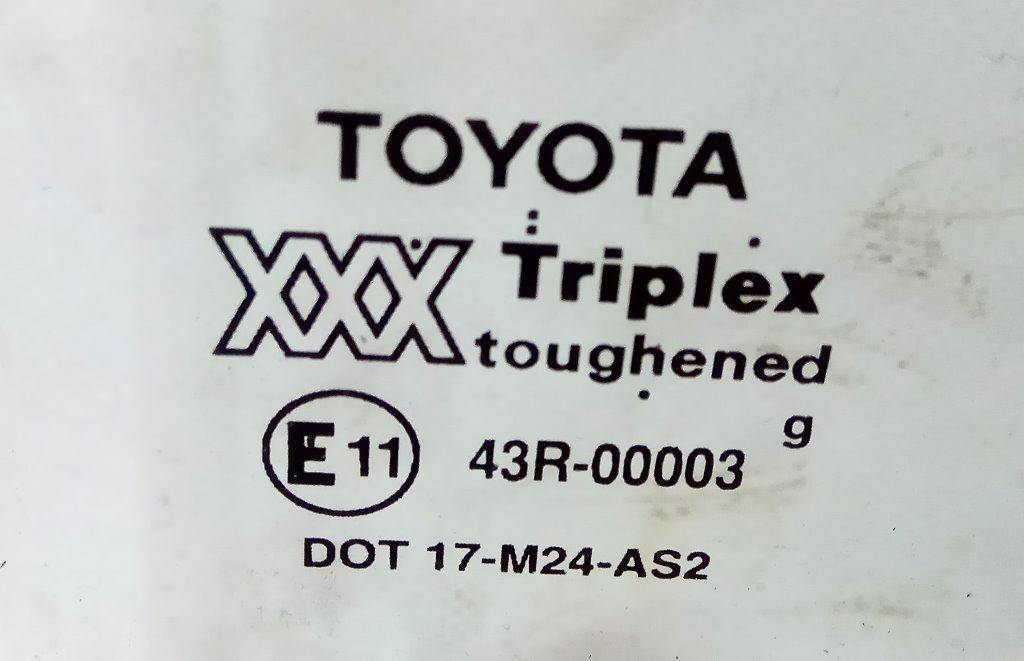 TOYOTA
XXX Triplex
toughened
g
E 11 43R-00003
DOT 17-M24-AS2